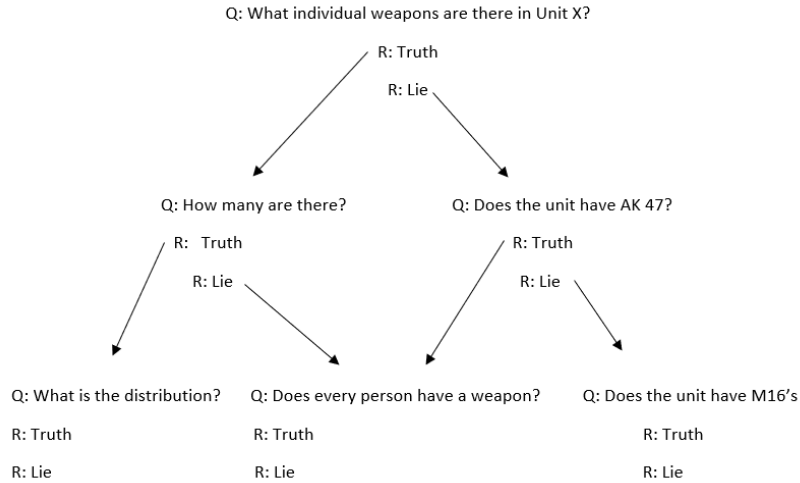 Q: What individual weapons are there in Unit X?
R: Truth
R: Lie
Q: How many are there?
Q: Does the unit have AK 47?
R: Truth
R: Truth
R: Lie
R: Lie
Q: What is the distribution?
Q: Does every person have a weapon?
Q: Does the unit have M16’s
R: Truth
R: Truth
R: Truth
R: Lie
R: Lie
R: Lie